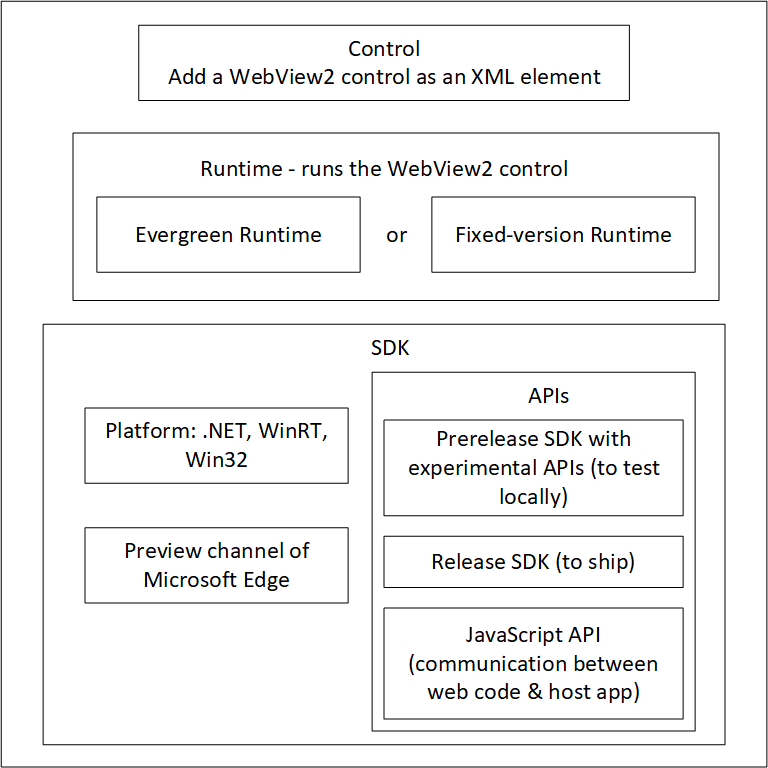 Control
Add a WebView2 control as an XML element
Runtime - runs the WebView2 control
Evergreen Runtime
or
Fixed-version Runtime
SDK
Platform: .NET, WinRT,
Win32
Preview channel of
Microsoft Edge
APIs
Prerelease SDK with
experimental APIs (to test
locally)
Release SDK (to ship)
JavaScript API
(communication between
web code & host app)